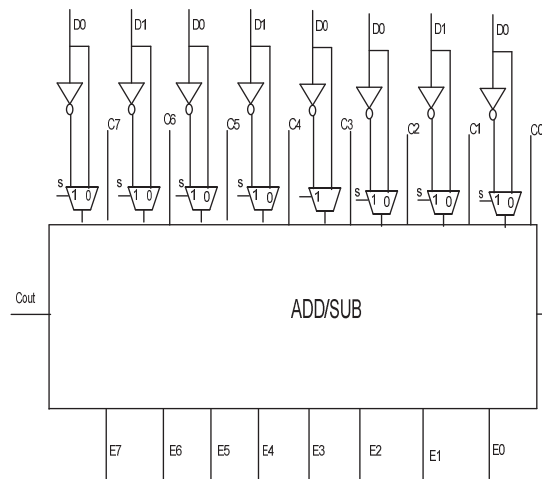 D0 D1 D0 D1 D0 D0 D1 D0
C7 C6 C5 C4 C3 C2 C1 C0
S S S S S S S
1 0 1 0 1 0 1 0 1 1 0 1 0 1 0
Cout
ADD/SUB
E7 E6 E5 E4 E3 E2 E1 E0